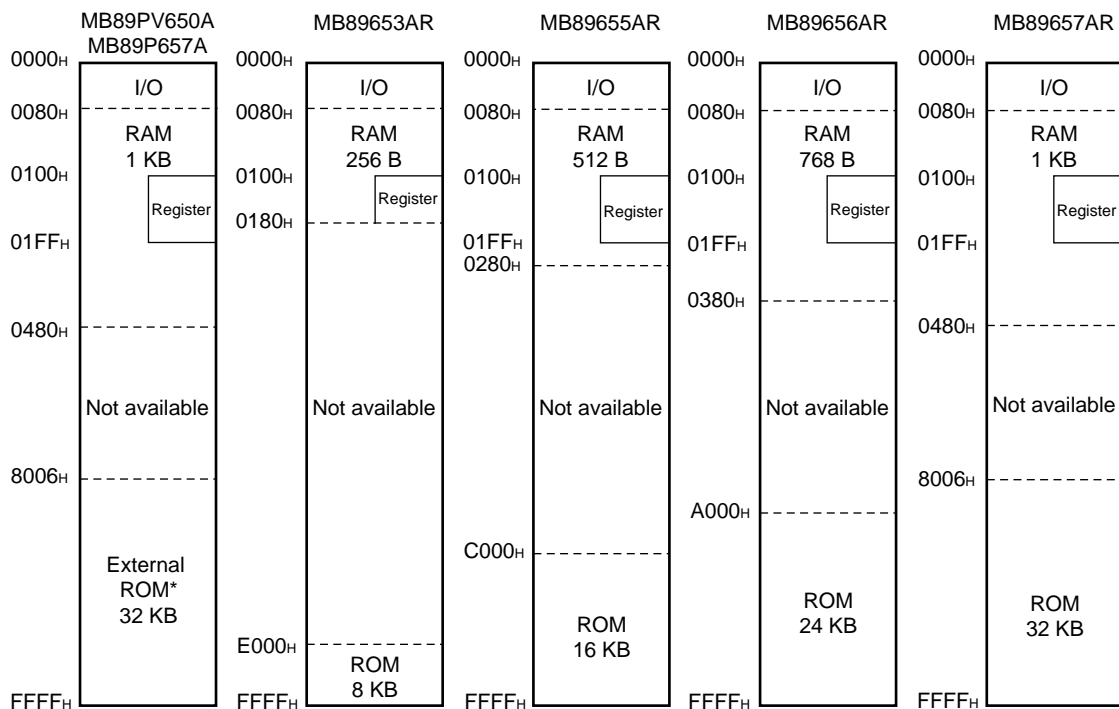 MB89PV650A
MB89P657A
0000H
I/O
0080H
RAM
1 KB
0100H
Register
01FFH
0480H
Not available
8006H
External
ROM*
32 KB
FFFFH
MB89653AR
0000H
I/O
0080H
RAM
256 B
0100H
Register
0180H
Not available
E000H
ROM
8 KB
FFFFH
MB89655AR
0000H
I/O
0080H
RAM
512 B
0100H
Register
01FFH
0280H
Not available
C000H
ROM
16 KB
FFFFH
MB89656AR
0000H
I/O
0080H
RAM
768 B
0100H
Register
01FFH
0380H
Not available
A000H
ROM
24 KB
FFFFH
MB89657AR
0000H
I/O
0080H
RAM
1 KB
0100H
Register
01FFH
0480H
Not available
8006H
ROM
32 KB
FFFFH